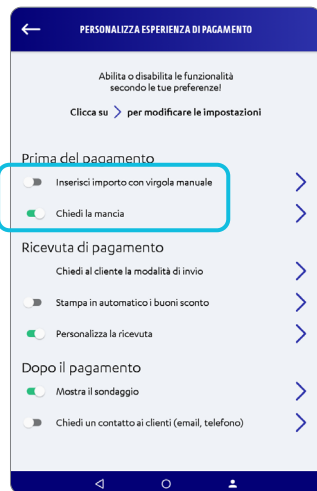 PERSONALIZZA ESPERIENZA DI PAGAMENTO
Abilita o disabilita le funzionalità
secondo le tue preferenze!
Clicca su > per modificare le impostazioni
Prima del pagamento
Inserisci importo con virgola manuale
Chiedi la mancia
Ricevuta di pagamento
Chiedi al cliente la modalità di invio
Stampa in automatico i buoni sconto
Personalizza la ricevuta
Dopo il pagamento
Mostra il sondaggio
Chiedi un contatto ai clienti (email, telefono)